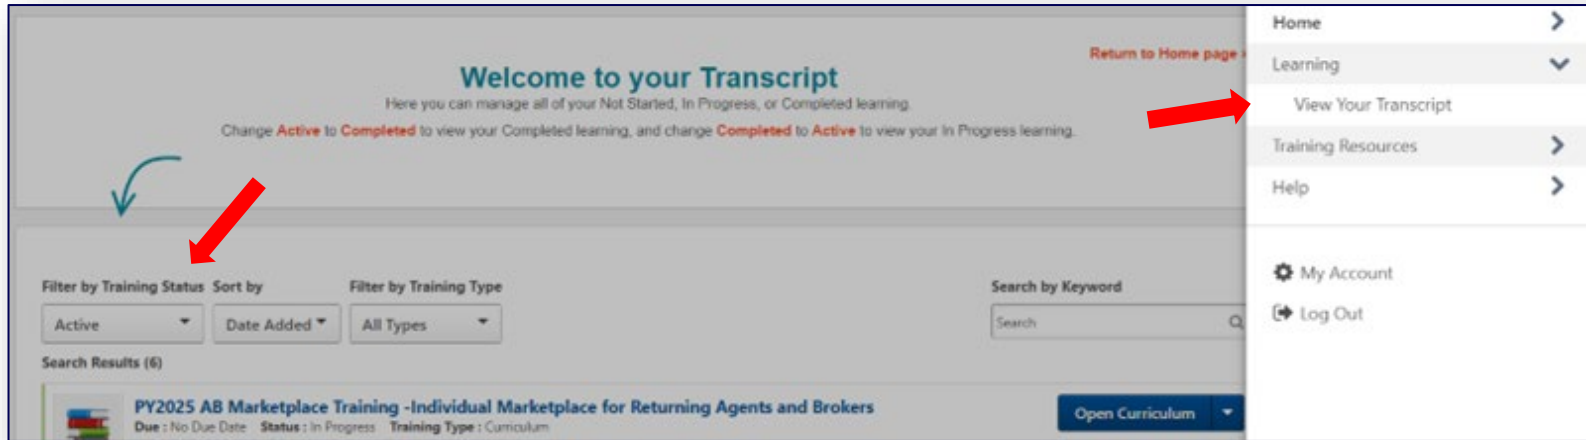 Return to Home page »
Welcome to your Transcript
Here you can manage all of your Not Started, In Progress, or Completed learning.
Change Active to Completed to view your Completed learning, and change Completed to Active to view your In Progress learning.
Filter by Training Status Sort by Filter by Training Type Search by Keyword
Active Date Added All Types Search
Search Results (6)
PY2025 AB Marketplace Training -Individual Marketplace for Returning Agents and Brokers
Due : No Due Date Status : In Progress Training Type : Curriculum
Open Curriculum
Home
Learning
View Your Transcript
Training Resources
Help
My Account
Log Out